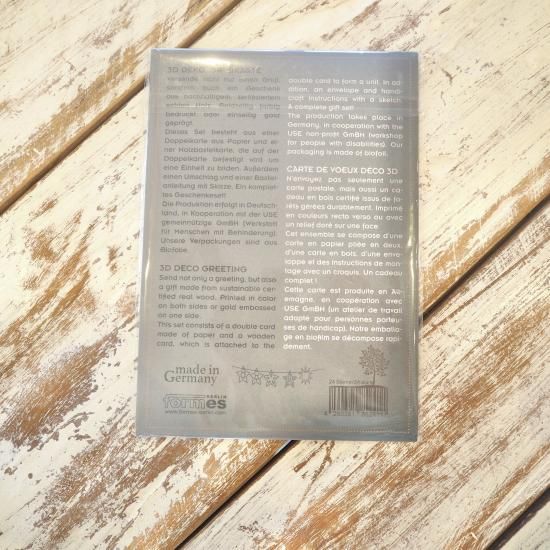 3D DECO
versende nicht nur einen Gruß,
sondern auch ein Geschenk
aus nachhaltigem, zertifiziertem
echten Holz. Beidseitig farbig
bedruckt oder einseitig gold
geprägt.
Dieses Set besteht aus einer
Doppelkarte aus Papier und ei-
ner Holzbastelkarte, die auf der
Doppelkarte befestigt wird um
eine Einheit zu bilden. Außerdem
einen Umschlag und einer Bastel-
anleitung mit Skizze. Ein komplet-
tes Geschenkeset!
Die Produktion erfolgt in Deutsch-
land, in Kooperation mit der USE
gemeinnützige GmbH (Werkstatt
für Menschen mit Behinderung).
Unsere Verpackungen sind aus
Biofolie.
3D DECO GREETING
Send not only a greeting, but also
a gift made from sustainable cer-
tified real wood. Printed in color
on both sides or gold embossed
on one side.
This set consists of a double card
made of paper and a wooden
card, which is attached to the
double card to form a unit. In ad-
dition, an envelope and handi-
craft instructions with a sketch.
A complete gift set!
The production takes place in
Germany, in cooperation with the
USE non-profit GmBH (workshop
for people with disabilities). Our
packaging is made of biofoil.
CARTE DE VOEUX DÉCO 3D
N'envoyez pas seulement une
carte postale, mais aussi un ca-
deau en bois certifié issus de fo-
rêts gérées durablement. Imprimé
en couleurs recto verso ou avec
un relief doré sur une face.
Cet ensemble se compose d'une
carte en papier pliée en deux,
d'une carte en bois, d'une enve-
loppe et des instructions de mon-
tage avec un croquis. Un cadeau
complet !
Cette carte est produite en Alle-
magne, en coopération avec
USE GmBH (un atelier de travail
adapté pour personnes porteu-
ses de handicap). Notre emballa-
ge en biofilm se décompose rapi-
dement.
made in
Germany
formes
BERLIN
www.formes-berlin.com